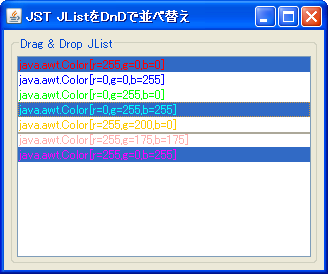 JST JListをDnDで並べ替え
Drag & Drop JList
java.awt.Color[r=255,g=0,b=0]
java.awt.Color[r=0,g=0,b=255]
java.awt.Color[r=0,g=255,b=0]
java.awt.Color[r=0,g=255,b=255]
java.awt.Color[r=255,g=200,b=0]
java.awt.Color[r=255,g=175,b=175]
java.awt.Color[r=255,g=0,b=255]